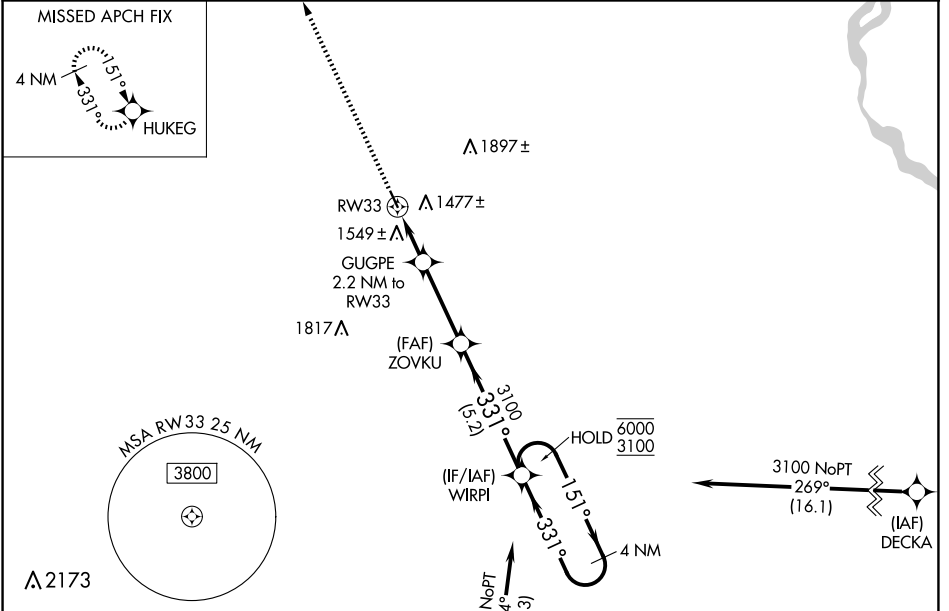 MISSED APCH FIX
4 NM
151°
331°
HUKEG
1897±
RW33
1477±
1549±
GUGPE
2.2 NM to
RW33
1817
(FAF)
ZOVKU
3100
331°
(5.2)
HOLD
6000
3100
(IF/IAF)
WIRPI
151°
331°
4 NM
3100 NoPT
269°
(16.1)
(IAF)
DECKA
MSA RW33 25 NM
3800
2173
NoPT